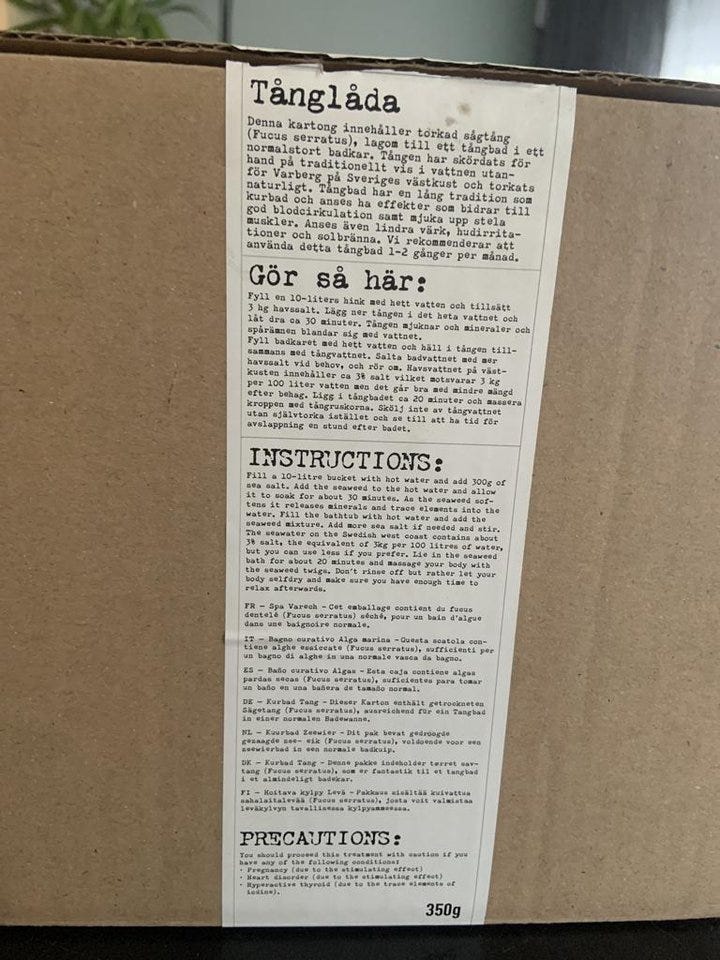 Tånglåda
Denna kartong innehåller torkad sågtång
(Fucus serratus), lagom till ett tångbad i ett
normalstort badkar. Tången har skördats för
hand på traditionellt vis i vattnen utan-
för Varberg på Sveriges västkust och torkats
naturligt. Tångbad har en lång tradition som
kurbad och anses ha effekter som bidrar till
god blodcirkulation samt mjuka upp stela
muskler. Anses även lindra värk, hudirrita-
tioner och solbränna. Vi rekommenderar att
använda detta tångbad 1-2 gånger per månad.
Gör så här:
Fyll en 10-liters hink med hett vatten och tillsätt
3 hg havssalt. Lägg ner tången i det heta vattnet och
låt dra ca 30 minuter. Tången mjuknar och mineraler och
spårämnen blandar sig med vattnet.
Fyll badkaret med hett vatten och häll i tången till-
sammans med tångvattnet. Salta badvattnet med mer
havssalt vid behov, och rör om. Havsvattnet på väst-
kusten innehåller ca 3% salt vilket motsvarar 3 kg
per 100 liter vatten men det går bra med mindre mängd
efter behag. Ligg i tångbadet ca 20 minuter och massera
kroppen med tångruskorna. Skölj inte av tångvattnet
utan självtorka istället och se till att ha tid för
avslappning en stund efter badet.
INSTRUCTIONS:
Fill a 10-litre bucket with hot water and add 300g of
sea salt. Add the seaweed to the hot water and allow
it to soak for about 30 minutes. As the seaweed sof-
tens it releases minerals and trace elements into the
water. Fill the bathtub with hot water and add the
seaweed mixture. Add more sea salt if needed and stir.
The seawater on the Swedish west coast contains about
3% salt, the equivalent of 3kg per 100 litres of water,
but you can use less if you prefer. Lie in the seaweed
bath for about 20 minutes and massage your body with
the seaweed twigs. Don't rinse off but rather let your
body selfdry and make sure you have enough time to
relax afterwards.
FR – Spa Varech – Cet emballage contient du fucus
dentelé (Fucus serratus) séché, pour un bain d'algue
dans une baignoire normale.
IT – Bagno curativo Alga marina – Questa scatola con-
tiene alghe essiccate (Fucus serratus), sufficienti per
un bagno di alghe in una normale vasca da bagno.
ES – Baño curativo Algas – Esta caja contiene algas
pardas secas (Fucus serratus), suficientes para tomar
un baño en una bañera de tamaño normal.
DE – Kurbad Tang – Dieser Karton enthält getrockneten
Sägetang (Fucus serratus), ausreichend für ein Tangbad
in einer normalen Badewanne.
NL – Kuurbad Zeewier – Dit pak bevat gedroogde
gezaagde zee- eik (Fucus serratus), voldoende voor een
zeewierbad in een normale badkuip.
DK – Kurbad Tang – Denne pakke indeholder tørret sav-
tang (Fucus serratus), som er fantastik til et tangbad
i et almindeligt badekar.
FI – Hoitava kylpy Levä – Pakkaus sisältää kuivattua
sahalaitalevää (Fucus serratus), josta voit valmistaa
leväkylvyn tavallisessa kylpyammeessa.
PRECAUTIONS:
You should proceed this treatment with caution if you
have any of the following conditions:
· Pregnancy (due to the stimulating effect)
· Heart disorder (due to the stimulating effect)
· Hyperactive thyroid (due to the trace elements of
iodine).
350g